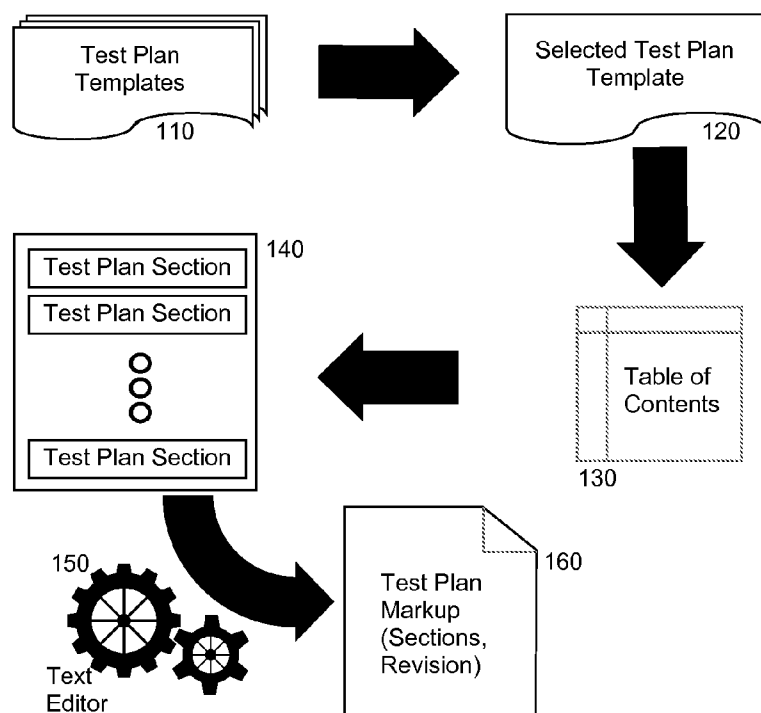 Test Plan
Templates
110
Selected Test Plan
Template
120
140
Test Plan Section
Test Plan Section
Test Plan Section
Table of
Contents
130
150
Text
Editor
160
Test Plan
Markup
(Sections,
Revision)